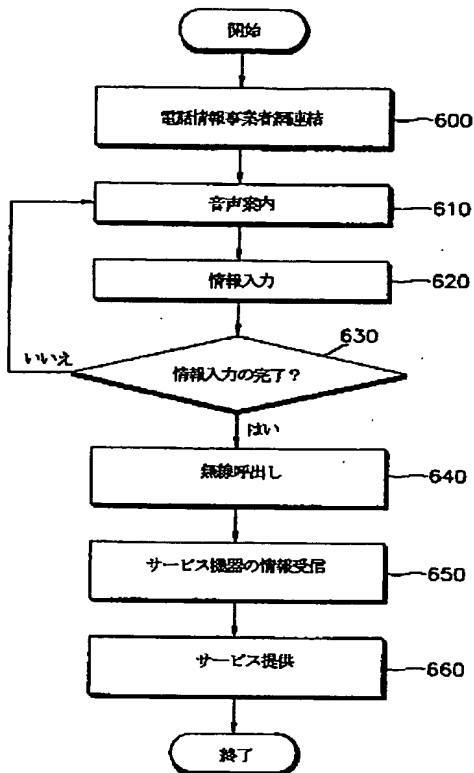 開始
電話情報事業者網連結
600
音声案内
610
情報入力
620
630
情報入力の完了?
いいえ
はい
無線呼出し
640
サービス機器の情報受信
650
サービス提供
660
終了